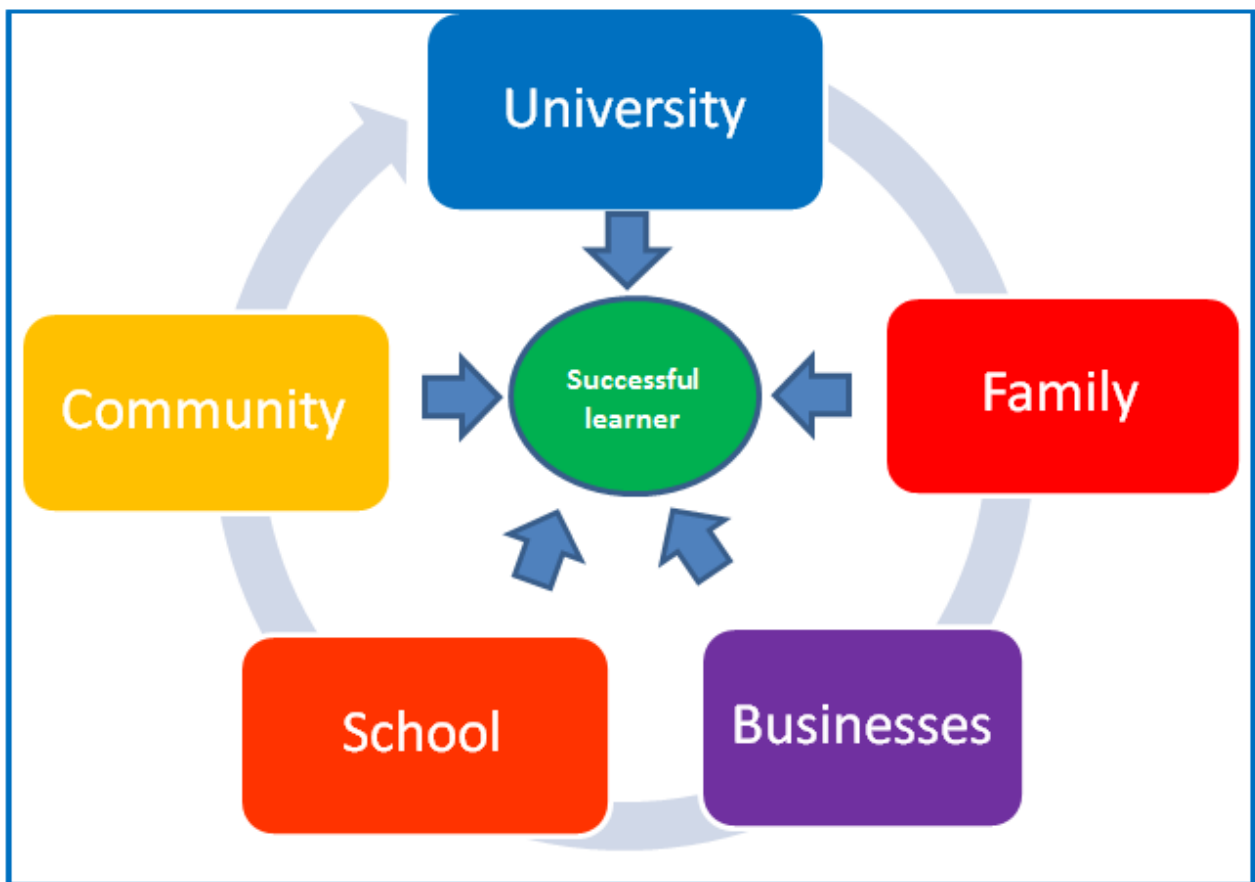 University
Community
Successful
learner
Family
School
Businesses